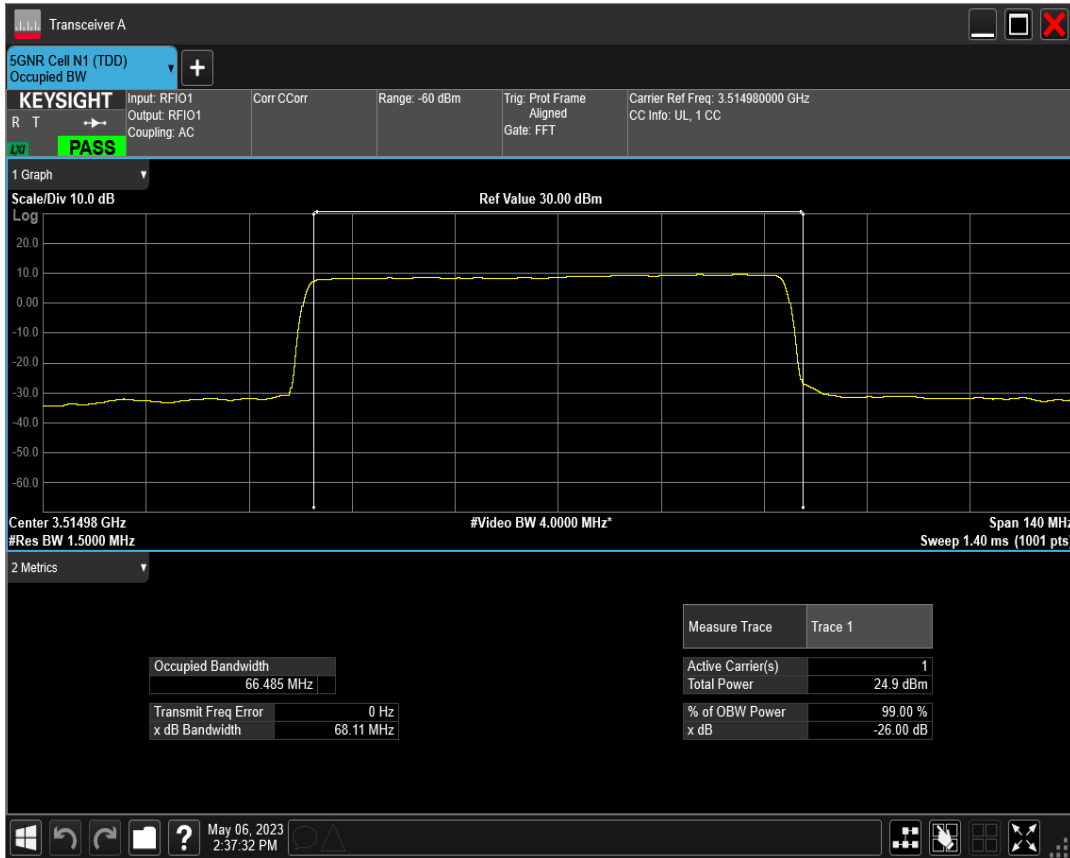 Transceiver A
5GNR Cell N1 (TDD)
Occupied BW
+
KEYSIGHT
R T
LXI
PASS
Input: RFIO1
Output: RFIO1
Coupling: AC
Corr CCorr
Range: -60 dBm
Trig: Prot Frame
Aligned
Gate: FFT
Carrier Ref Freq: 3.514980000 GHz
CC Info: UL, 1 CC
1 Graph
Scale/Div 10.0 dB
Ref Value 30.00 dBm
Log
20.0
10.0
0.00
-10.0
-20.0
-30.0
-40.0
-50.0
-60.0
Center 3.51498 GHz
#Video BW 4.0000 MHz*
Span 140 MHz
#Res BW 1.5000 MHz
Sweep 1.40 ms (1001 pts)
2 Metrics
Measure Trace Trace 1
Occupied Bandwidth
66.485 MHz
Active Carrier(s) 1
Total Power 24.9 dBm
Transmit Freq Error 0 Hz
x dB Bandwidth 68.11 MHz
% of OBW Power 99.00 %
x dB -26.00 dB
?
May 06, 2023
2:37:32 PM